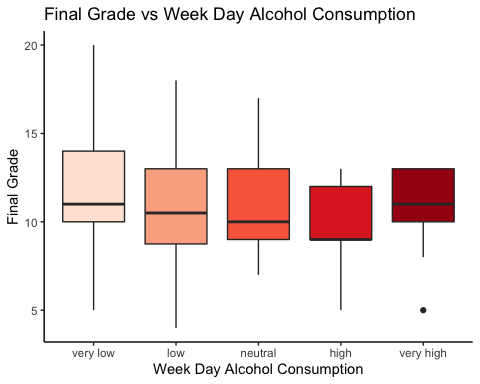 Final Grade vs Week Day Alcohol Consumption
20
15
10
5
Final Grade
very low
low
neutral
high
very high
Week Day Alcohol Consumption